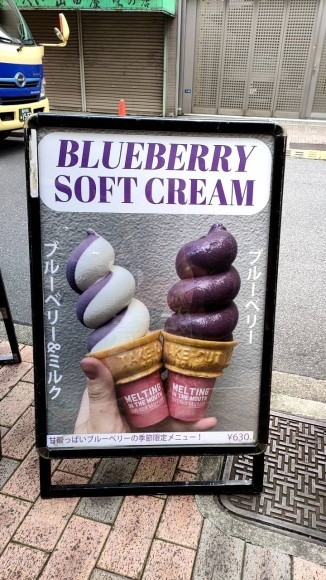 BLUEBERRY
SOFT CREAM
ブルーベリー&ミルク
ブルーベリー
TAKE OUT
MELTING
IN THE MOUTH
MELTING
IN THE MOUTH
甘酸っぱいブルーベリーの季節限定メニュー！
¥630.